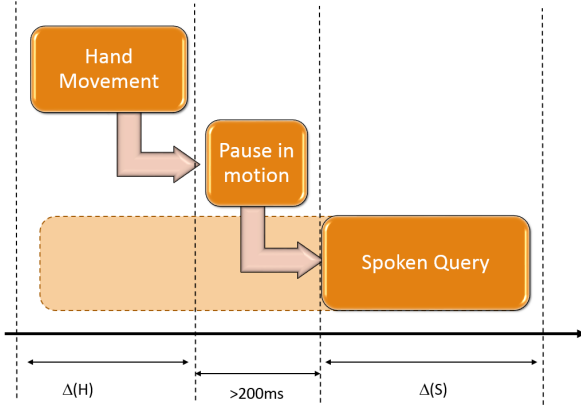 Hand
Movement
Pause in
motion
Spoken Query
Δ(H)
>200ms
Δ(S)